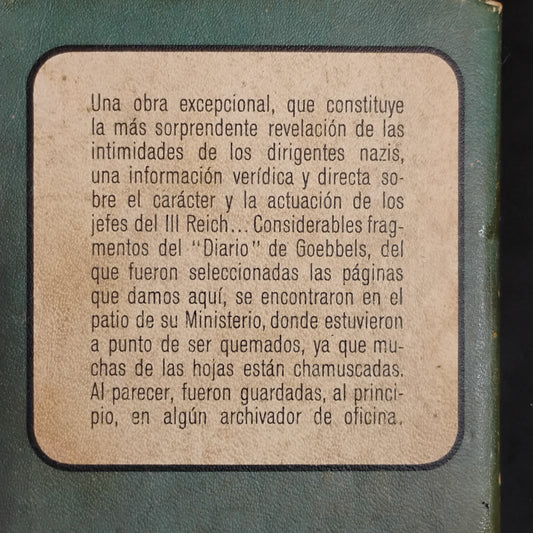 Una obra excepcional, que constituye
la más sorprendente revelación de las
intimidades de los dirigentes nazis,
una información verídica y directa so-
bre el carácter y la actuación de los
jefes del III Reich... Considerables frag-
mentos del "Diario" de Goebbels, del
que fueron seleccionadas las páginas
que damos aquí, se encontraron en el
patio de su Ministerio, donde estuvieron
a punto de ser quemados, ya que mu-
chas de las hojas están chamuscadas.
Al parecer, fueron guardadas, al princi-
pio, en algún archivador de oficina.